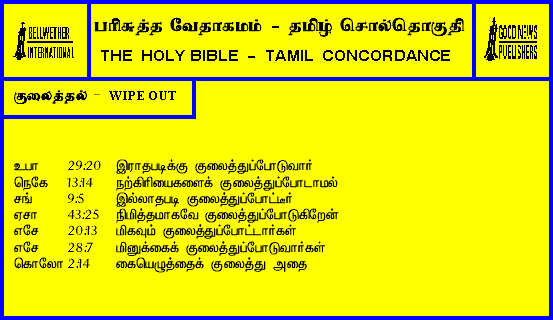 BELLWETHER
INTERNATIONAL
பரிசுத்த வேதாகமம் - தமிழ் சொல்தொகுதி
THE HOLY BIBLE - TAMIL CONCORDANCE
GOOD NEWS
PUBLISHERS
குலைத்தல் - WIPE OUT
உபா 29:20 இராதபடிக்கு குலைத்துப்போடுவார்
நெகே 13:14 நற்கிரியைகளைக் குலைத்துப்போடாமல்
சங் 9:5 இல்லாதபடி குலைத்துப்போட்டீர்
ஏசா 43:25 நிமித்தமாகவே குலைத்துப்போடுகிறேன்
எசே 20:13 மிகவும் குலைத்துப்போட்டார்கள்
எசே 28:7 மினுக்கைக் குலைத்துப்போடுவார்கள்
கொலோ 2:14 கையெழுத்தைக் குலைத்து அதை